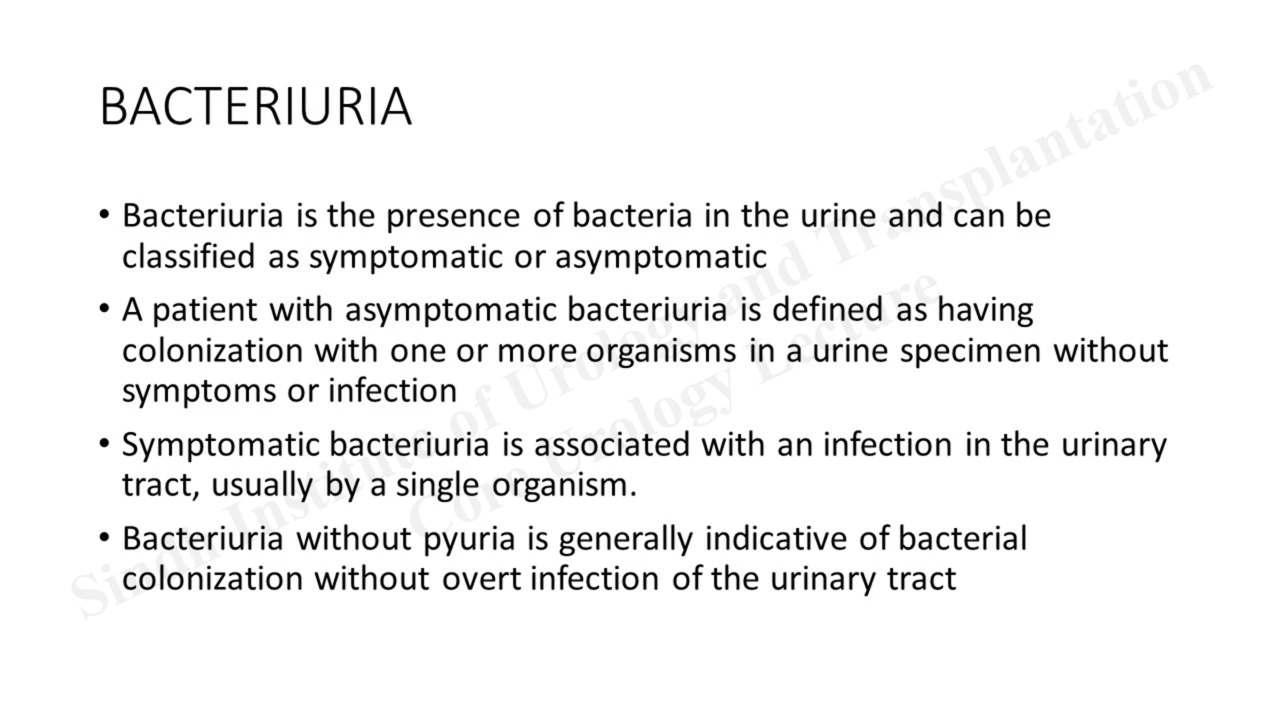 BACTERIURIA
• Bacteriuria is the presence of bacteria in the urine and can be
classified as symptomatic or asymptomatic
• A patient with asymptomatic bacteriuria is defined as having
colonization with one or more organisms in a urine specimen without
symptoms or infection
• Symptomatic bacteriuria is associated with an infection in the urinary
tract, usually by a single organism.
• Bacteriuria without pyuria is generally indicative of bacterial
colonization without overt infection of the urinary tract
Sindh Institute of Urology and Transplantation
Core Urology Lecture